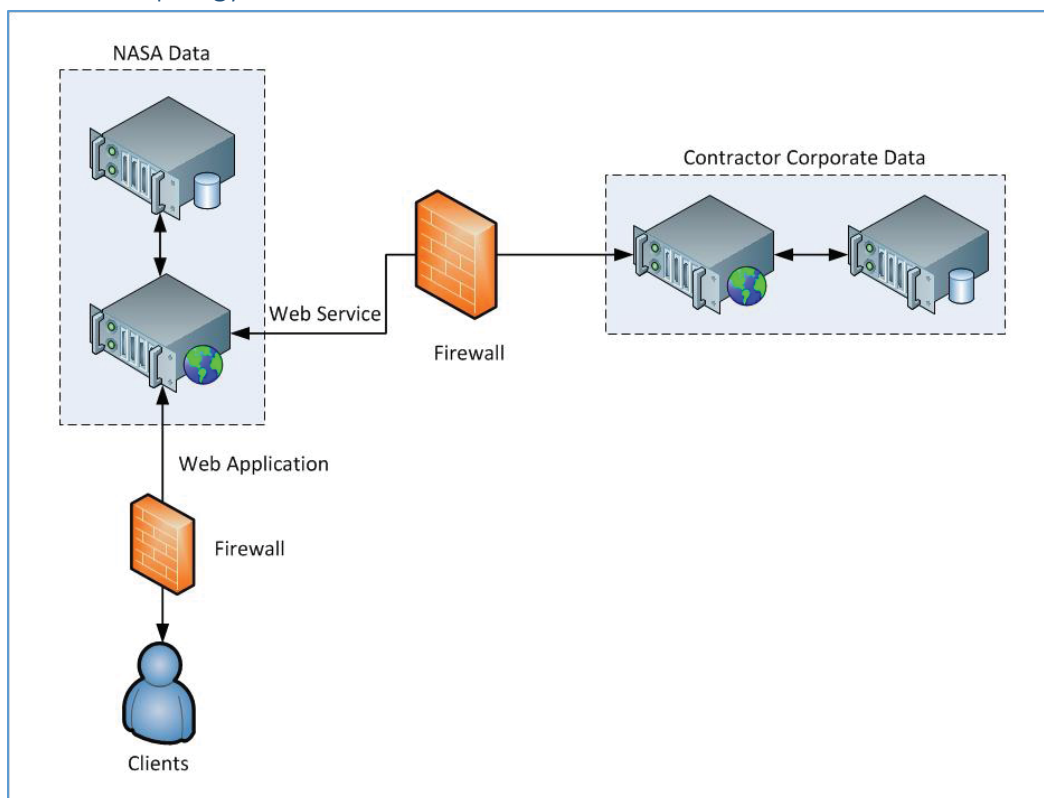 NASA Data
Contractor Corporate Data
Web Service
Firewall
Web Application
Firewall
Clients